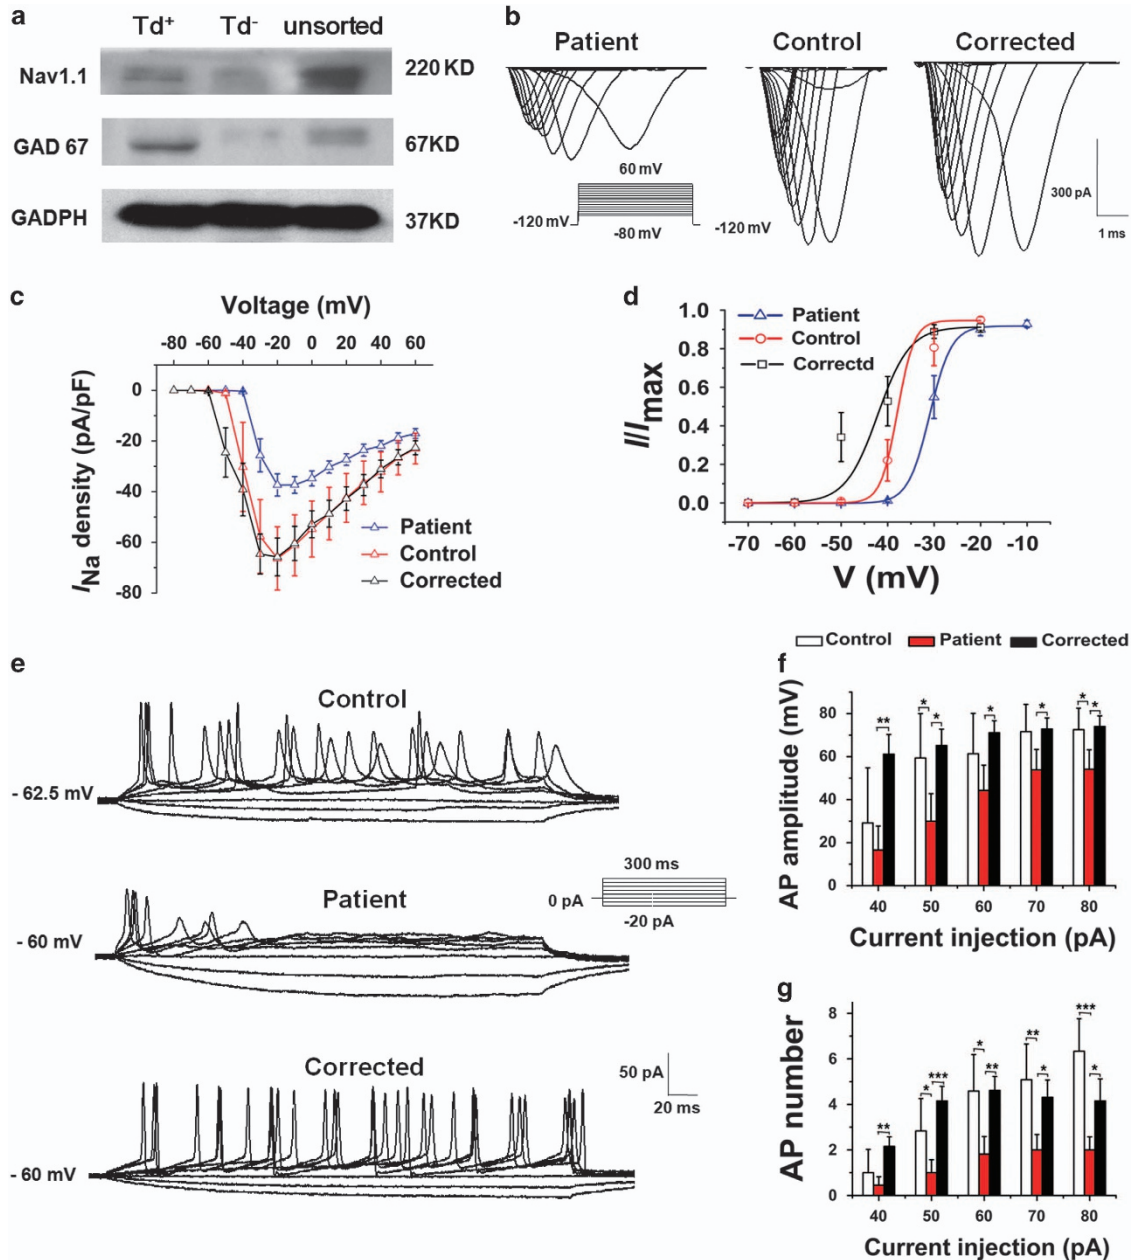 a
Td+ Td- unsorted
Nav1.1 220 KD
GAD 67 67KD
GADPH 37KD
b
Patient Control Corrected
60 mV
-120 mV
-80 mV
-120 mV
300 pA
1 ms
c
Voltage (mV)
-80 -60 -40 -20 0 20 40 60
0
-20
-40
-60
-80
INa density (pA/pF)
Patient
Control
Corrected
d
1.0
0.8
0.6
0.4
0.2
0.0
I/Imax
Patient
Control
Correctd
-70 -60 -50 -40 -30 -20 -10
V (mV)
e
Control
- 62.5 mV
Patient
- 60 mV
300 ms
0 pA
-20 pA
Corrected
- 60 mV
50 pA
20 ms
Control Patient Corrected
f
AP amplitude (mV)
80
60
40
20
0
** * * * * * *
40 50 60 70 80
Current injection (pA)
g
AP number
8
6
4
2
0
** * *** * ** ** * *** *
40 50 60 70 80
Current injection (pA)